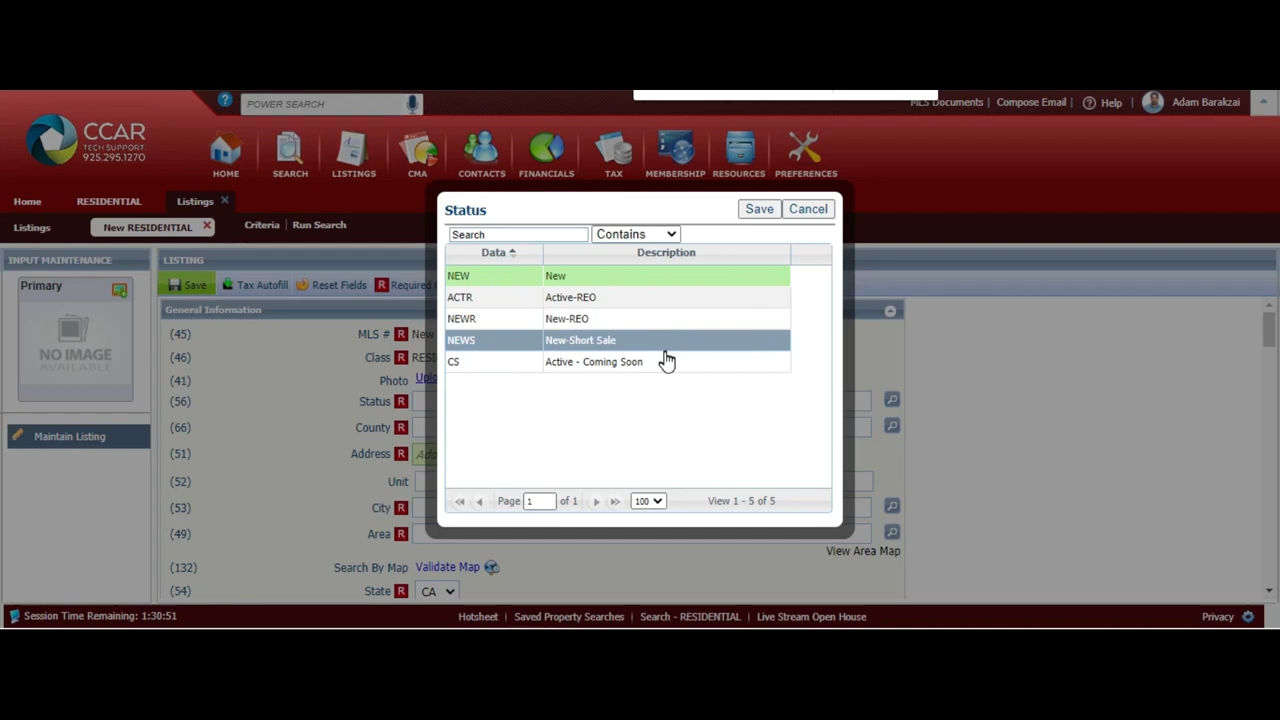 POWER SEARCH
MLS Documents | Compose Email | Help | Adam Barakzai
CCAR
TECH SUPPORT:
925.295.1270
HOME
SEARCH
LISTINGS
CMA
CONTACTS
FINANCIALS
TAX
MEMBERSHIP
RESOURCES
PREFERENCES
Home
RESIDENTIAL
Listings
Listings
New RESIDENTIAL
Criteria | Run Search
INPUT MAINTENANCE
Primary
NO IMAGE
AVAILABLE
Maintain Listing
LISTING
Save
Tax Autofill
Reset Fields
R Required
General Information
(45) MLS # R New
(46) Class R RES
(41) Photo Uplo
(56) Status R
(66) County R
(51) Address R Add
(52) Unit
(53) City R
(49) Area R
View Area Map
(132) Search By Map Validate Map
(54) State R CA
Status
Save
Cancel
Search
Contains
Data Description
NEW New
ACTR Active-REO
NEWR New-REO
NEWS New-Short Sale
CS Active - Coming Soon
Page 1 of 1
100
View 1 - 5 of 5
Session Time Remaining: 1:30:51
Hotsheet | Saved Property Searches | Search - RESIDENTIAL | Live Stream Open House
Privacy